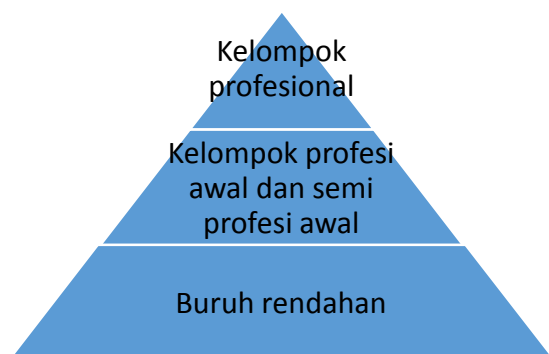 Kelompok
profesional
Kelompok profesi
awal dan semi
profesi awal
Buruh rendahan